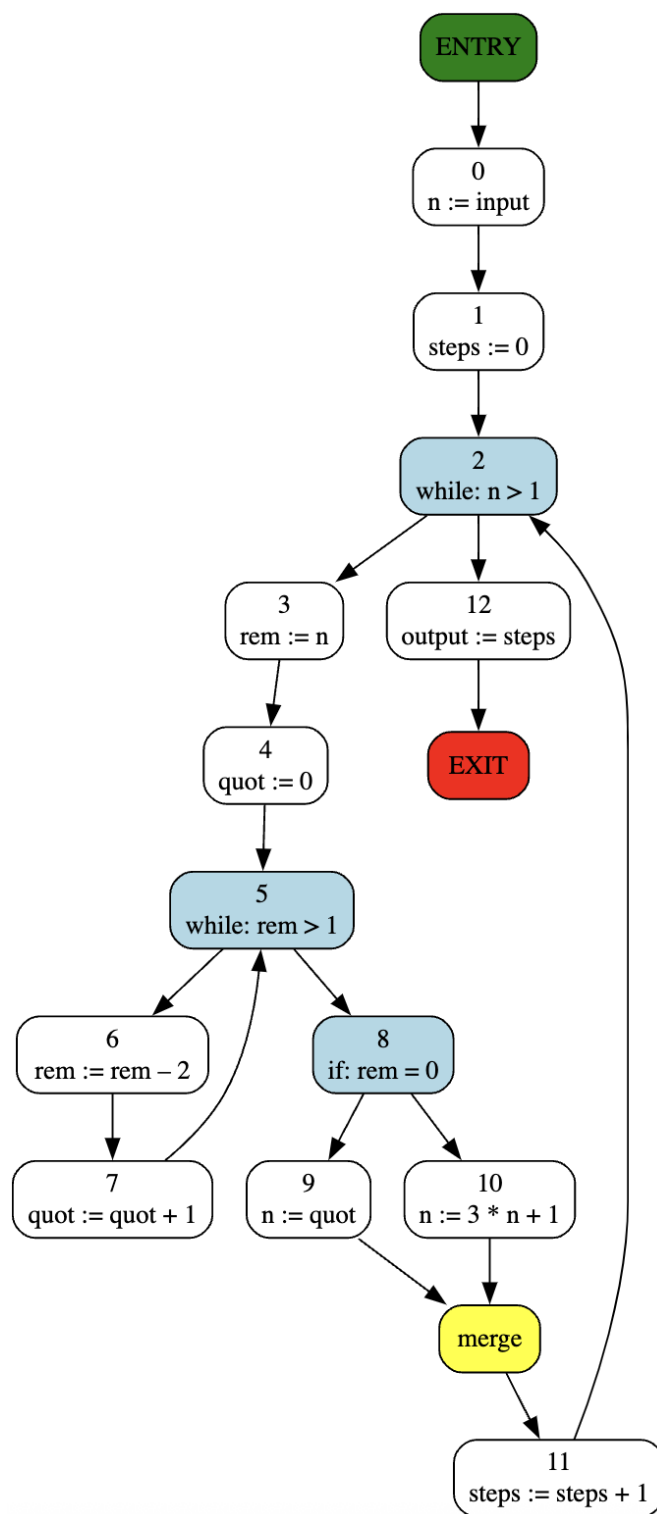 ENTRY
0
n := input
1
steps := 0
2
while: n > 1
3
rem := n
12
output := steps
4
quot := 0
EXIT
5
while: rem > 1
6
rem := rem – 2
8
if: rem = 0
7
quot := quot + 1
9
n := quot
10
n := 3 * n + 1
merge
11
steps := steps + 1